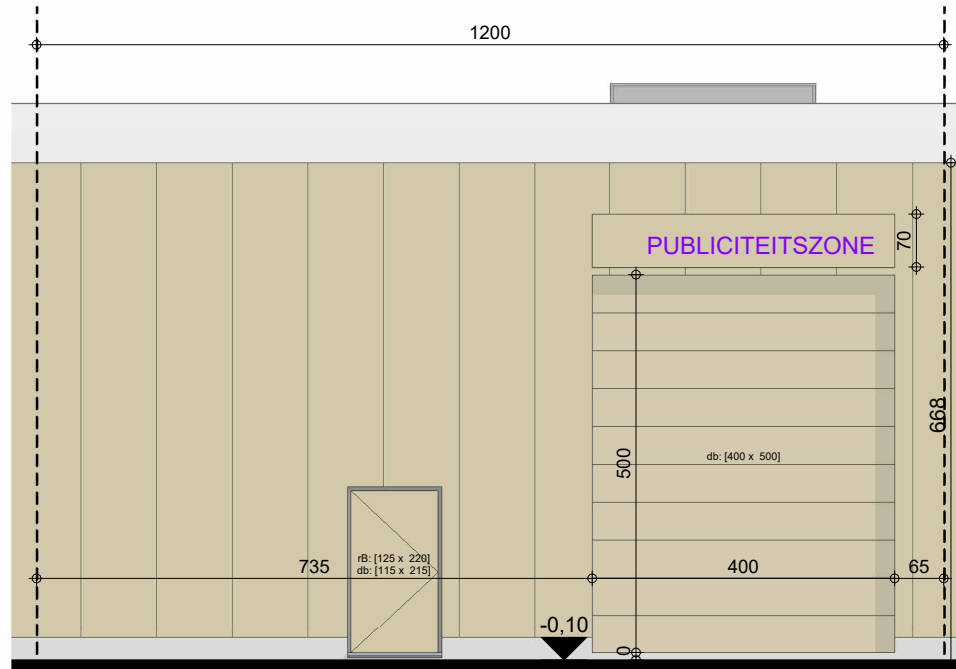 1200
PUBLICITEITSZONE
70
668
500
db: [400 x 500]
rB: [125 x 220]
db: [115 x 215]
735
400
65
-0,10
0